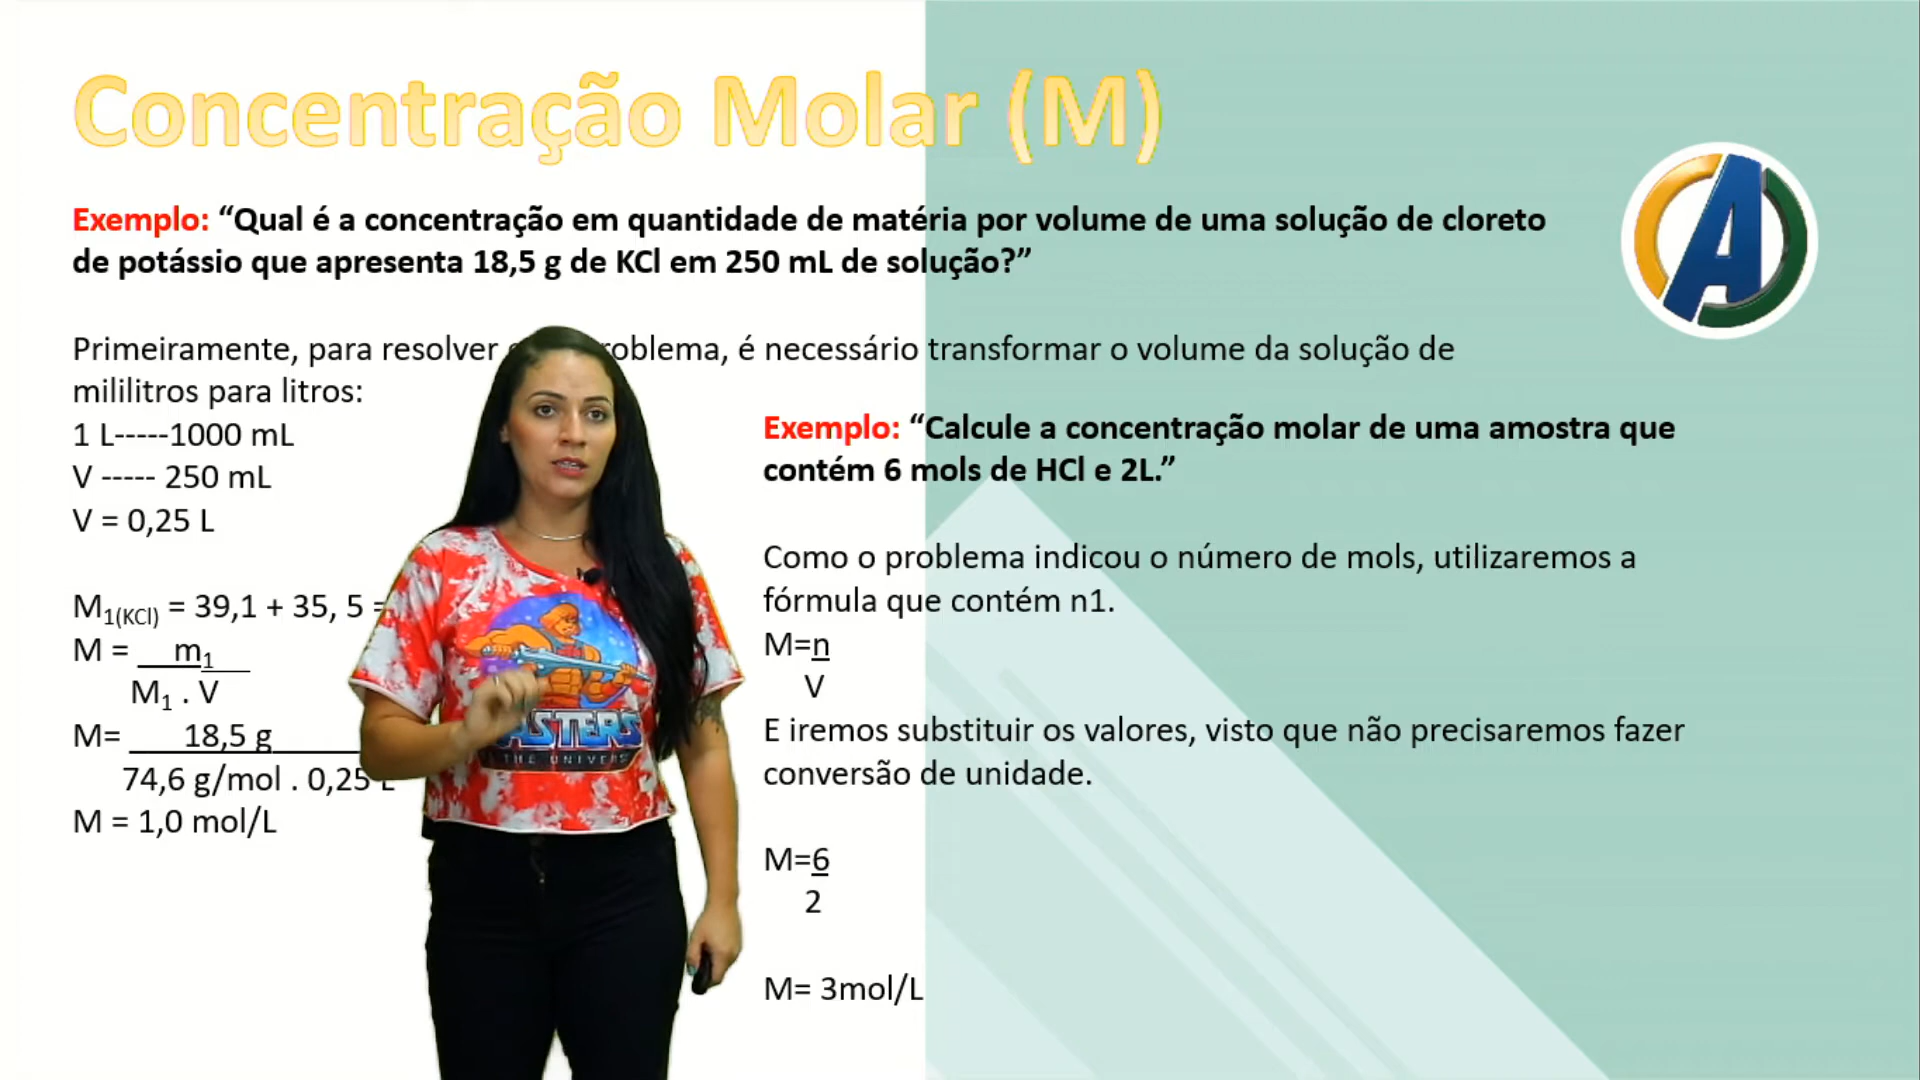 Concentração Molar (M)
Exemplo: “Qual é a concentração em quantidade de matéria por volume de uma solução de cloreto
de potássio que apresenta 18,5 g de KCl em 250 mL de solução?”
Primeiramente, para resolver roblema, é necessário transformar o volume da solução de
mililitros para litros:
1 L-----1000 mL
V ----- 250 mL
V = 0,25 L
M1(KCl) = 39,1 + 35, 5 =
M = m1
M1 . V
M= 18,5 g
74,6 g/mol . 0,25 L
M = 1,0 mol/L
Exemplo: “Calcule a concentração molar de uma amostra que
contém 6 mols de HCl e 2L.”
Como o problema indicou o número de mols, utilizaremos a
fórmula que contém n1.
M=n
V
E iremos substituir os valores, visto que não precisaremos fazer
conversão de unidade.
M=6
2
M= 3mol/L
A
ASTERS
THE UNIVERS